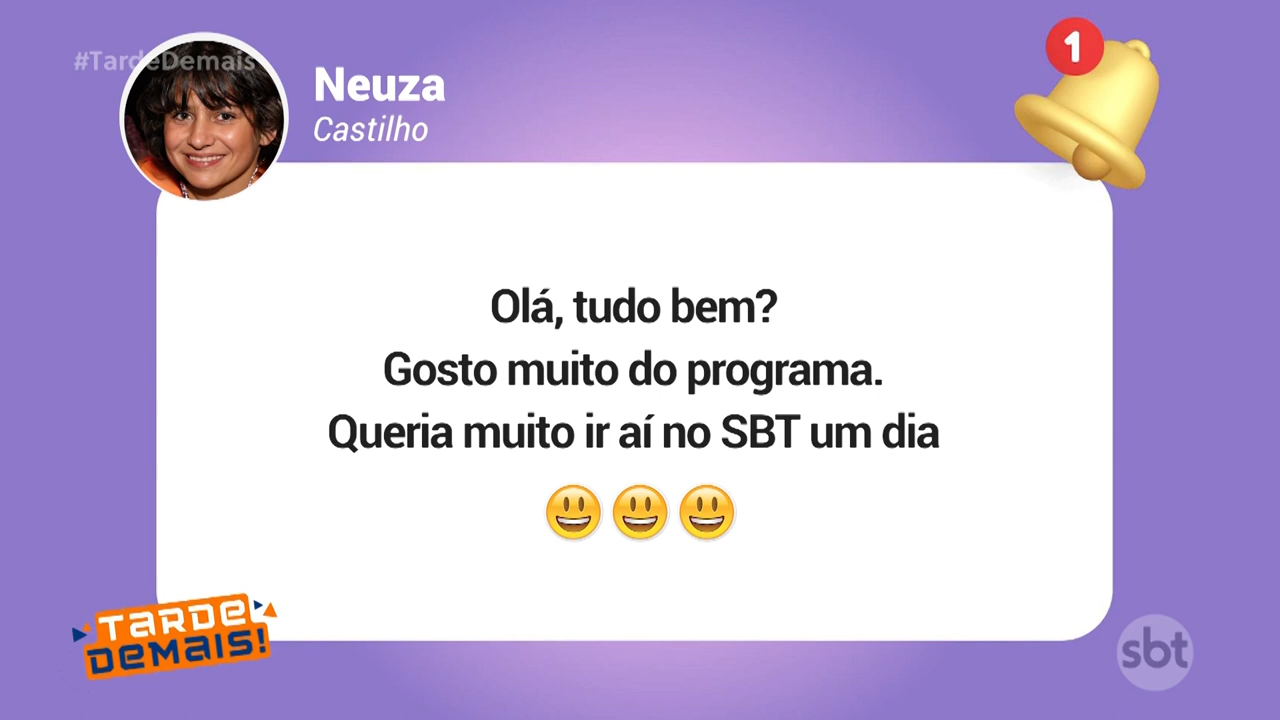 #TardeDemais
Neuza
Castilho
1
Olá, tudo bem?
Gosto muito do programa.
Queria muito ir aí no SBT um dia
😃😃😃
TARDE
DEMAIS!
sbt